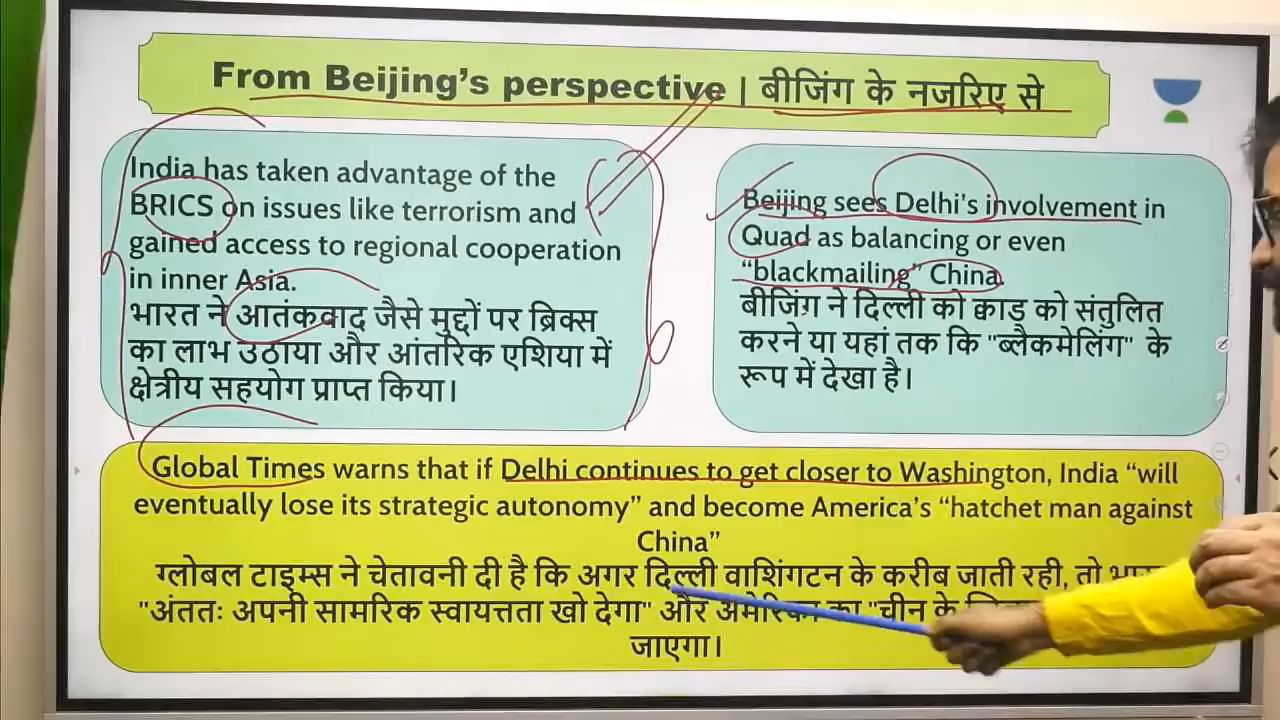 From Beijing's perspective | बीजिंग के नजरिए से
India has taken advantage of the
BRICS on issues like terrorism and
gained access to regional cooperation
in inner Asia.
भारत ने आतंकवाद जैसे मुद्दों पर ब्रिक्स
का लाभ उठाया और आंतरिक एशिया में
क्षेत्रीय सहयोग प्राप्त किया।
Beijing sees Delhi's involvement in
Quad as balancing or even
“blackmailing” China.
बीजिंग ने दिल्ली को क्वाड को संतुलित
करने या यहां तक कि "ब्लैकमेलिंग" के
रूप में देखा है।
Global Times warns that if Delhi continues to get closer to Washington, India “will
eventually lose its strategic autonomy” and become America's “hatchet man against
China”
ग्लोबल टाइम्स ने चेतावनी दी है कि अगर दिल्ली वाशिंगटन के करीब जाती रही, तो
"अंततः अपनी सामरिक स्वायत्तता खो देगा" और अमेरिका का "चीन के
जाएगा।